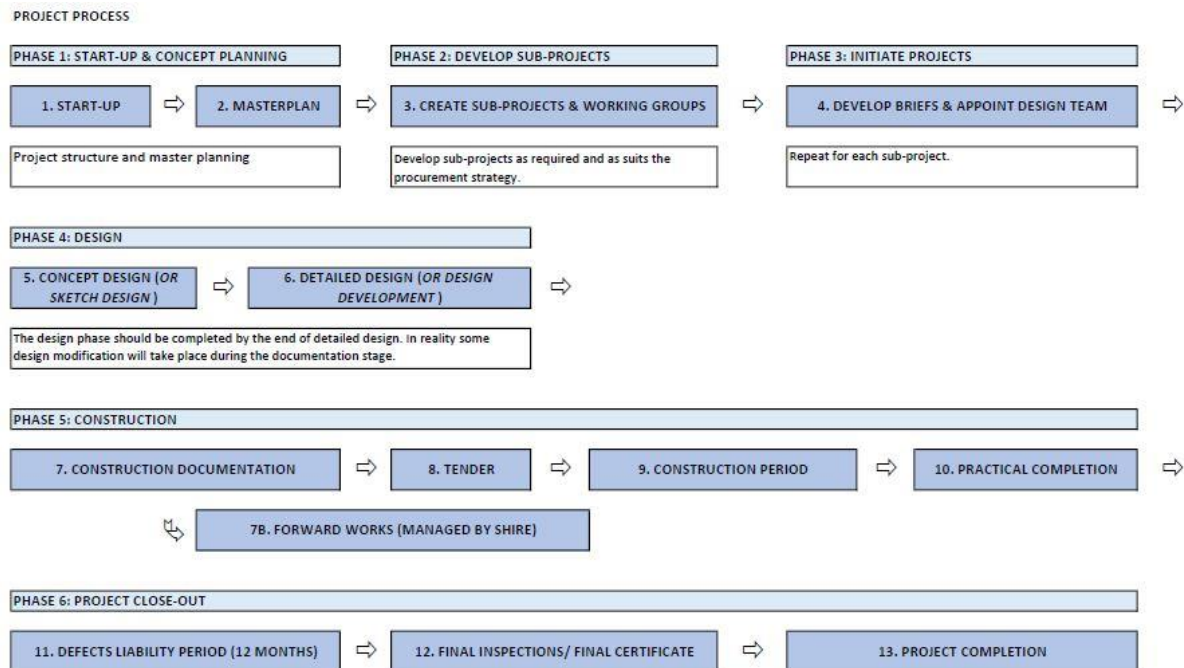 PROJECT PROCESS
PHASE 1: START-UP & CONCEPT PLANNING
PHASE 2: DEVELOP SUB-PROJECTS
PHASE 3: INITIATE PROJECTS
1. START-UP
2. MASTERPLAN
3. CREATE SUB-PROJECTS & WORKING GROUPS
4. DEVELOP BRIEFS & APPOINT DESIGN TEAM
Project structure and master planning
Develop sub-projects as required and as suits the
procurement strategy.
Repeat for each sub-project.
PHASE 4: DESIGN
5. CONCEPT DESIGN (OR
SKETCH DESIGN )
6. DETAILED DESIGN (OR DESIGN
DEVELOPMENT )
The design phase should be completed by the end of detailed design. In reality some
design modification will take place during the documentation stage.
PHASE 5: CONSTRUCTION
7. CONSTRUCTION DOCUMENTATION
8. TENDER
9. CONSTRUCTION PERIOD
10. PRACTICAL COMPLETION
7B. FORWARD WORKS (MANAGED BY SHIRE)
PHASE 6: PROJECT CLOSE-OUT
11. DEFECTS LIABILITY PERIOD (12 MONTHS)
12. FINAL INSPECTIONS/ FINAL CERTIFICATE
13. PROJECT COMPLETION